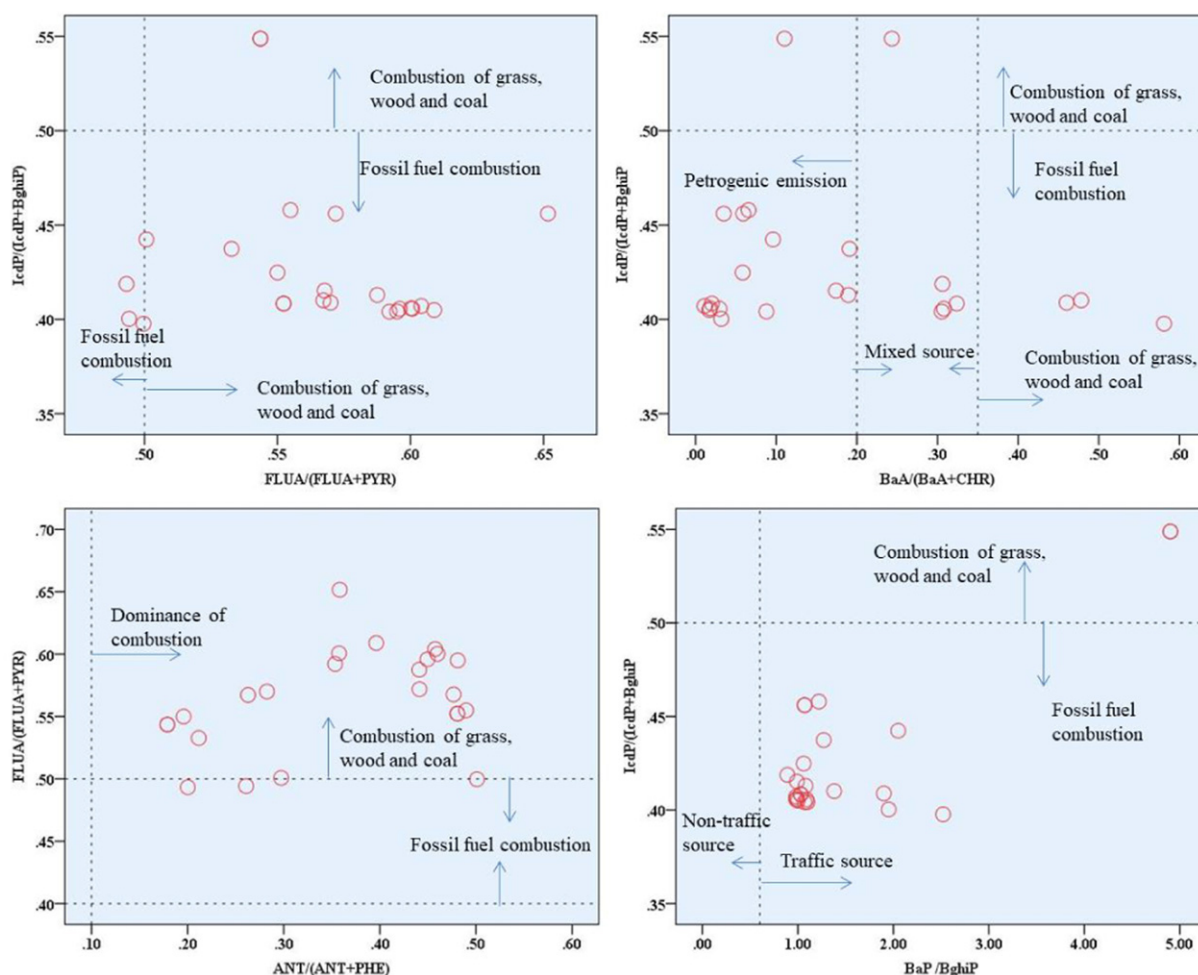 .55
.50
.45
.40
.35
IcdP/(IcdP+BghiP)
Combustion of grass,
wood and coal
Fossil fuel combustion
Fossil fuel
combustion
Combustion of grass,
wood and coal
.50
.55
.60
.65
FLUA/(FLUA+PYR)
.55
.50
.45
.40
.35
IcdP/(IcdP+BghiP)
Combustion of grass,
wood and coal
Petrogenic emission
Fossil fuel
combustion
Mixed source
Combustion of grass,
wood and coal
.00
.10
.20
.30
.40
.50
.60
BaA/(BaA+CHR)
.70
.65
.60
.55
.50
.45
.40
FLUA/(FLUA+PYR)
Dominance of
combustion
Combustion of grass,
wood and coal
Fossil fuel combustion
.10
.20
.30
.40
.50
.60
ANT/(ANT+PHE)
.55
.50
.45
.40
.35
IcdP/(IcdP+BghiP)
Combustion of grass,
wood and coal
Fossil fuel
combustion
Non-traffic
source
Traffic source
.00
1.00
2.00
3.00
4.00
5.00
BaP /BghiP